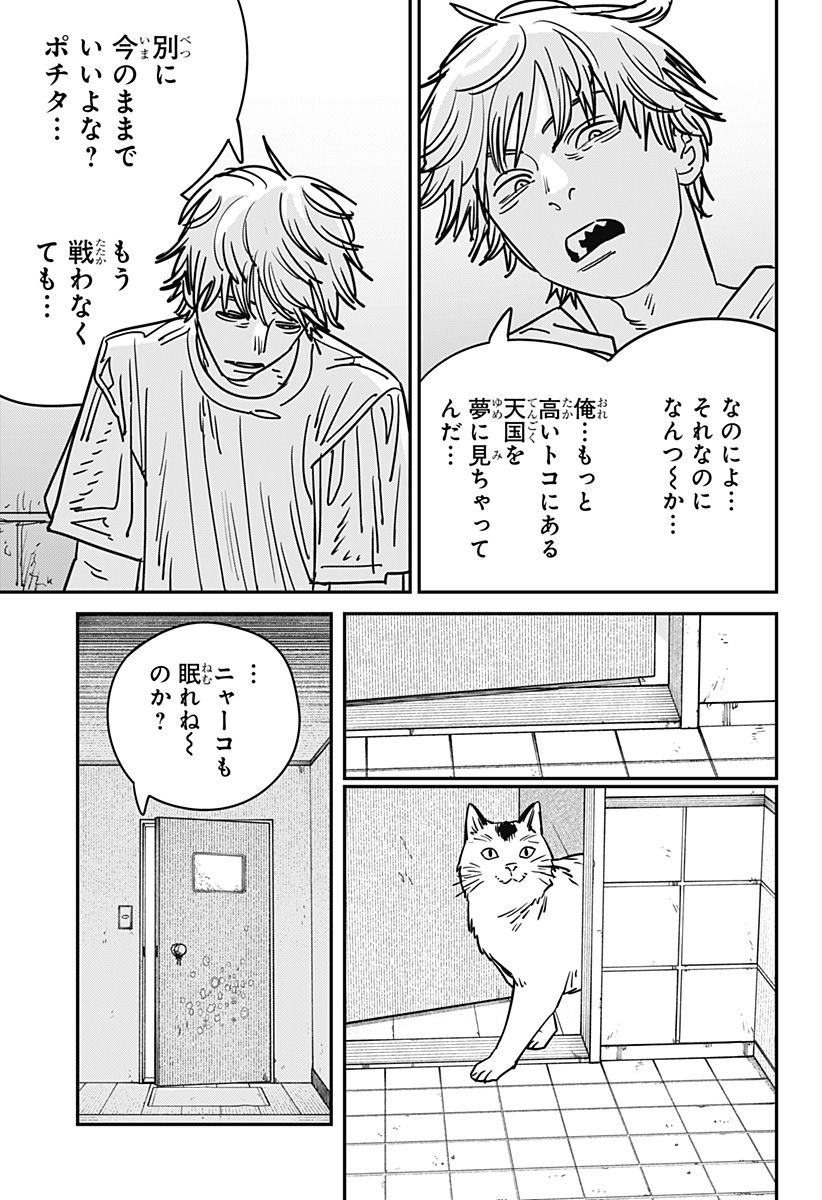 なのによ…
それなのに
なんつ〜か…
俺…もっと
高いトコにある
天国を
夢に見ちゃって
んだ…
別に
今のままで
いいよな？
ポチタ…
もう
戦わなく
ても…
…
ニャーコも
眠れね〜
のか？